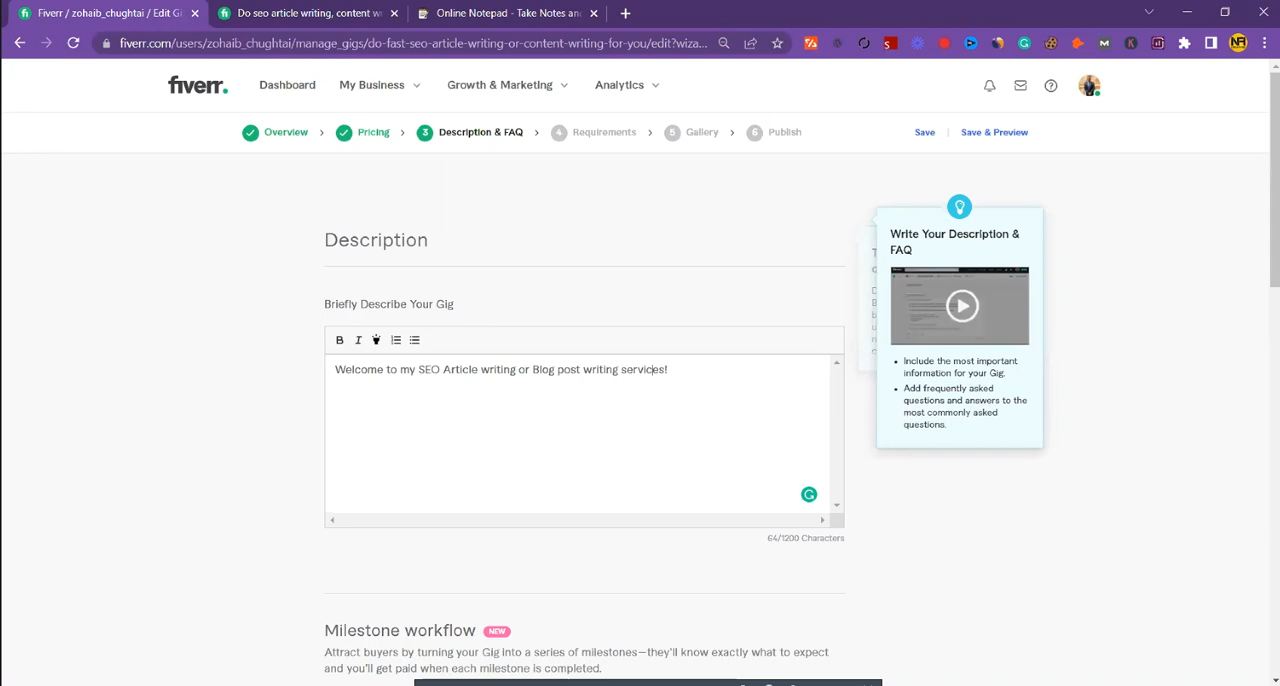 Fiverr / zohaib_chughtai / Edit Gi
Do seo article writing, content w
Online Notepad - Take Notes an
fiverr.com/users/zohaib_chughtai/manage_gigs/do-fast-seo-article-writing-or-content-writing-for-you/edit?wiza...
fiverr.
Dashboard
My Business
Growth & Marketing
Analytics
Overview
Pricing
3 Description & FAQ
4 Requirements
5 Gallery
6 Publish
Save
Save & Preview
Description
Briefly Describe Your Gig
B I
Welcome to my SEO Article writing or Blog post writing services!
64/1200 Characters
Write Your Description &
FAQ
Include the most important
information for your Gig.
Add frequently asked
questions and answers to the
most commonly asked
questions.
Milestone workflow NEW
Attract buyers by turning your Gig into a series of milestones—they'll know exactly what to expect
and you'll get paid when each milestone is completed.